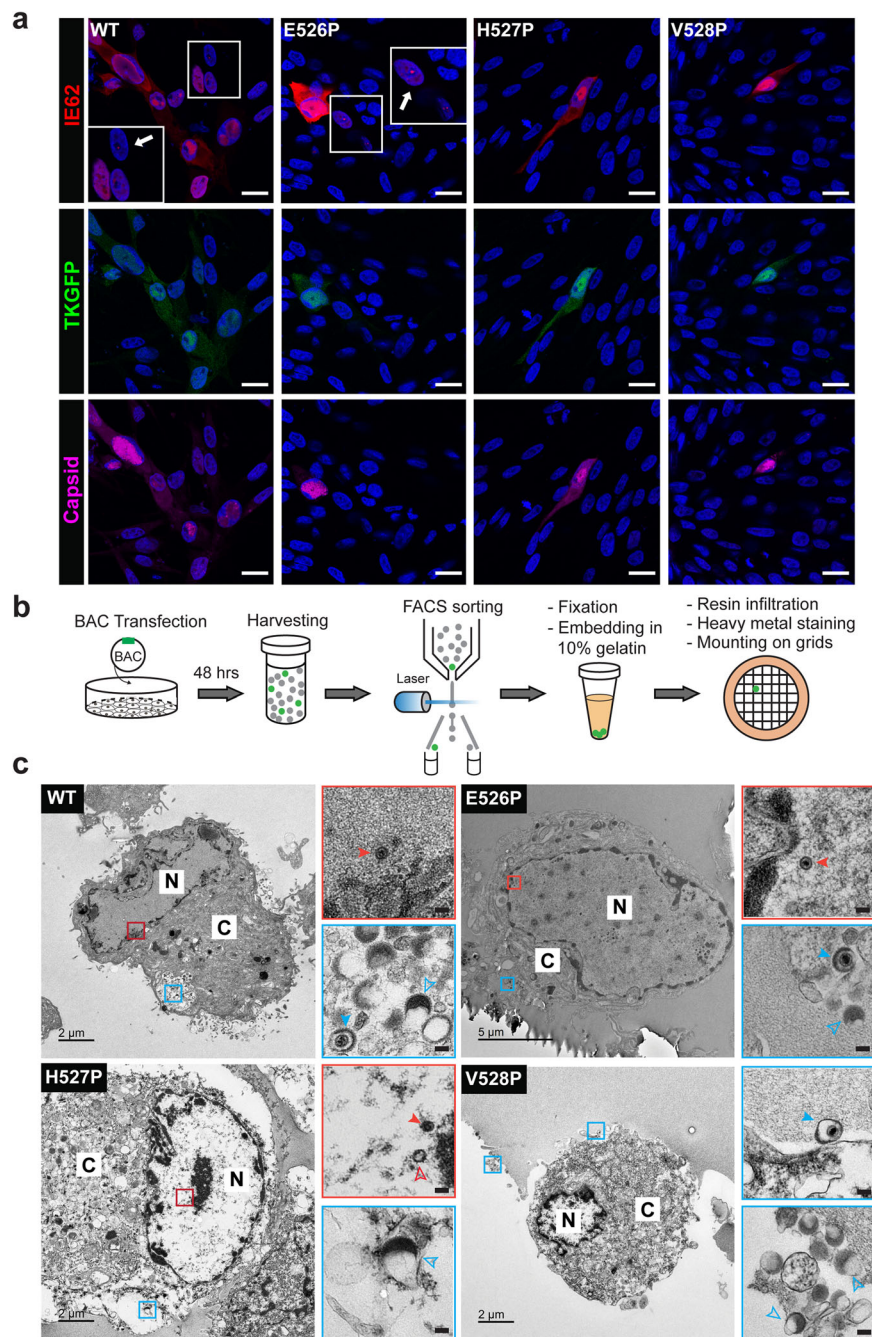 a
WT
E526P
H527P
V528P
IE62
TKGFP
Capsid
b
BAC Transfection
BAC
48 hrs
Harvesting
FACS sorting
Laser
- Fixation
- Embedding in
10% gelatin
- Resin infiltration
- Heavy metal staining
- Mounting on grids
c
WT
N
C
2 µm
E526P
N
C
5 µm
H527P
C
N
2 µm
V528P
N
C
2 µm